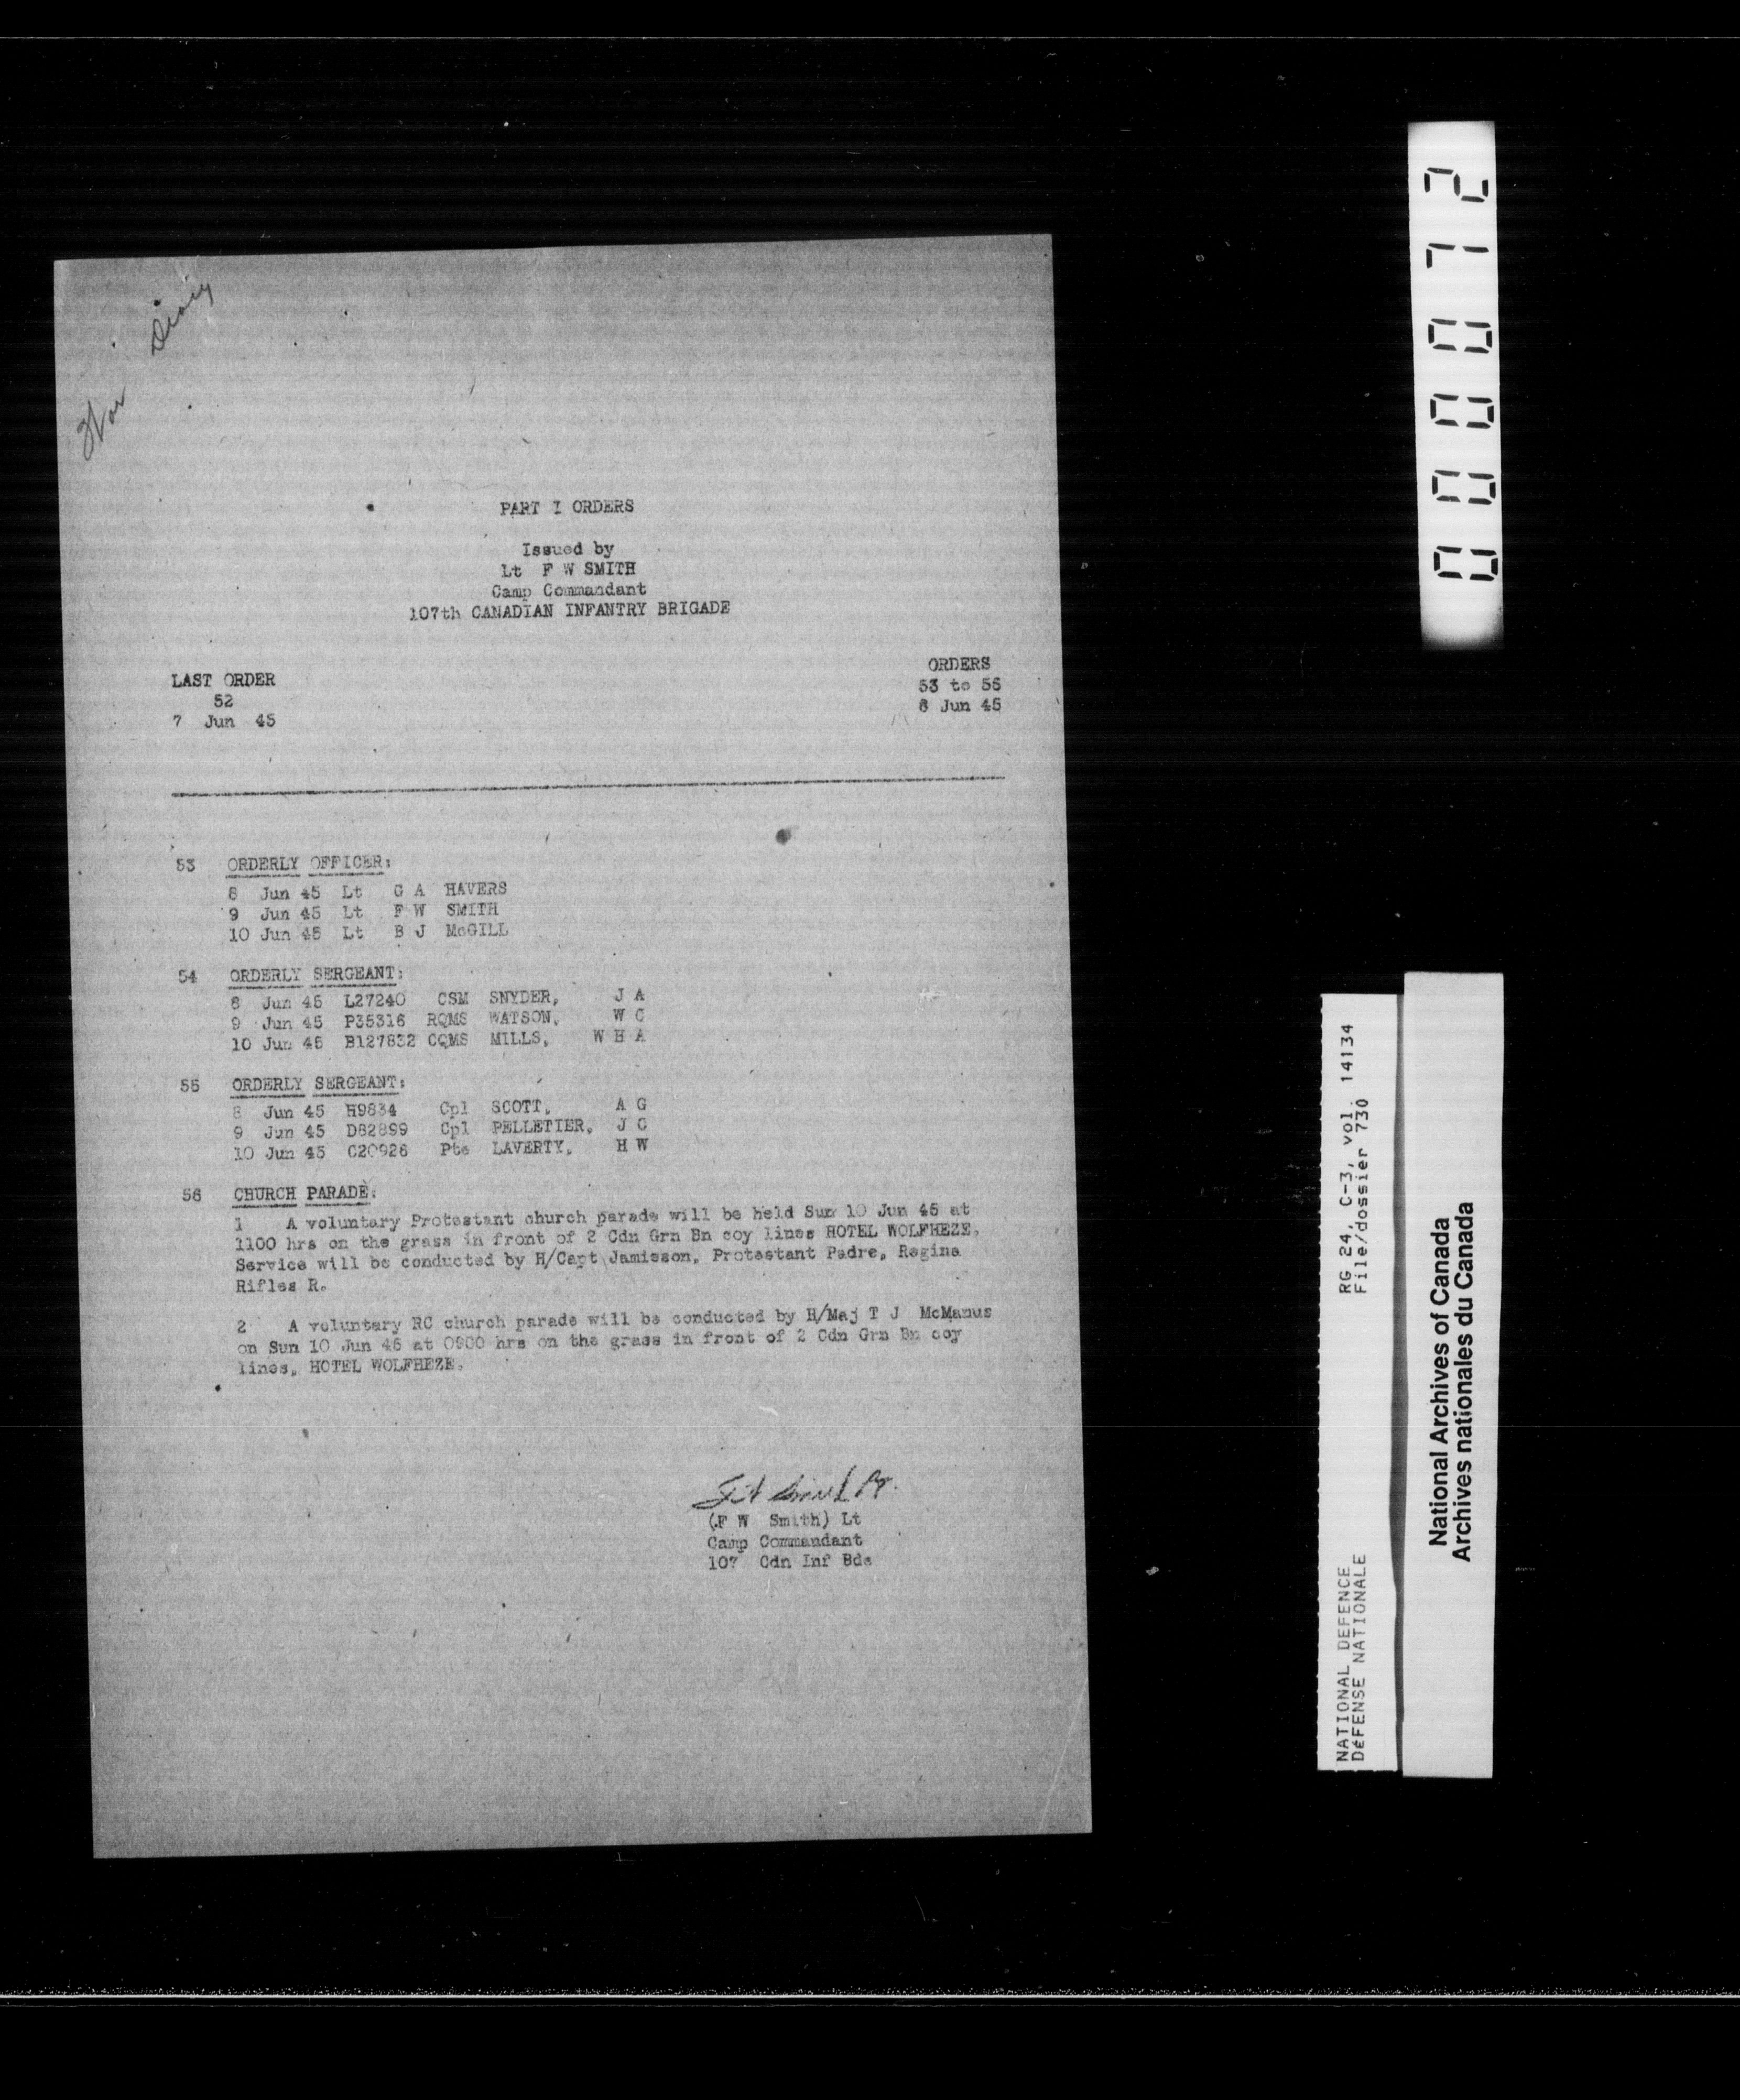 War Diary
PART I ORDERS
Issued by
Lt F W SMITH
Camp Commandant
107th CANADIAN INFANTRY BRIGADE
LAST ORDER
52
7 Jun 45
ORDERS
53 to 56
8 Jun 45
53 ORDERLY OFFICER:
8 Jun 45 Lt G A HAVERS
9 Jun 45 Lt F W SMITH
10 Jun 45 Lt B J McGILL
54 ORDERLY SERGEANT:
8 Jun 45 L27240 CSM SNYDER, J A
9 Jun 45 P35316 RQMS WATSON, W C
10 Jun 45 B127832 CQMS MILLS, W H A
55 ORDERLY SERGEANT:
8 Jun 45 H9834 Cpl SCOTT, A G
9 Jun 45 D82899 Cpl PELLETIER, J C
10 Jun 45 C20926 Pte LAVERTY, H W
56 CHURCH PARADE:
1 A voluntary Protestant church parade will be held Sun 10 Jun 45 at
1100 hrs on the grass in front of 2 Cdn Grn Bn coy lines HOTEL WOLFHEZE.
Service will be conducted by H/Capt Jamieson, Protestant Padre, Regina
Rifles R.
2 A voluntary RC church parade will be conducted by H/Maj T J McManus
on Sun 10 Jun 45 at 0900 hrs on the grass in front of 2 Cdn Grn Bn coy
lines, HOTEL WOLFHEZE.
(F W Smith) Lt
Camp Commandant
107 Cdn Inf Bde
000072
NATIONAL DEFENCE RG 24, C-3, vol. 14134
DéFENSE NATIONALE File/dossier 730
National Archives of Canada
Archives nationales du Canada